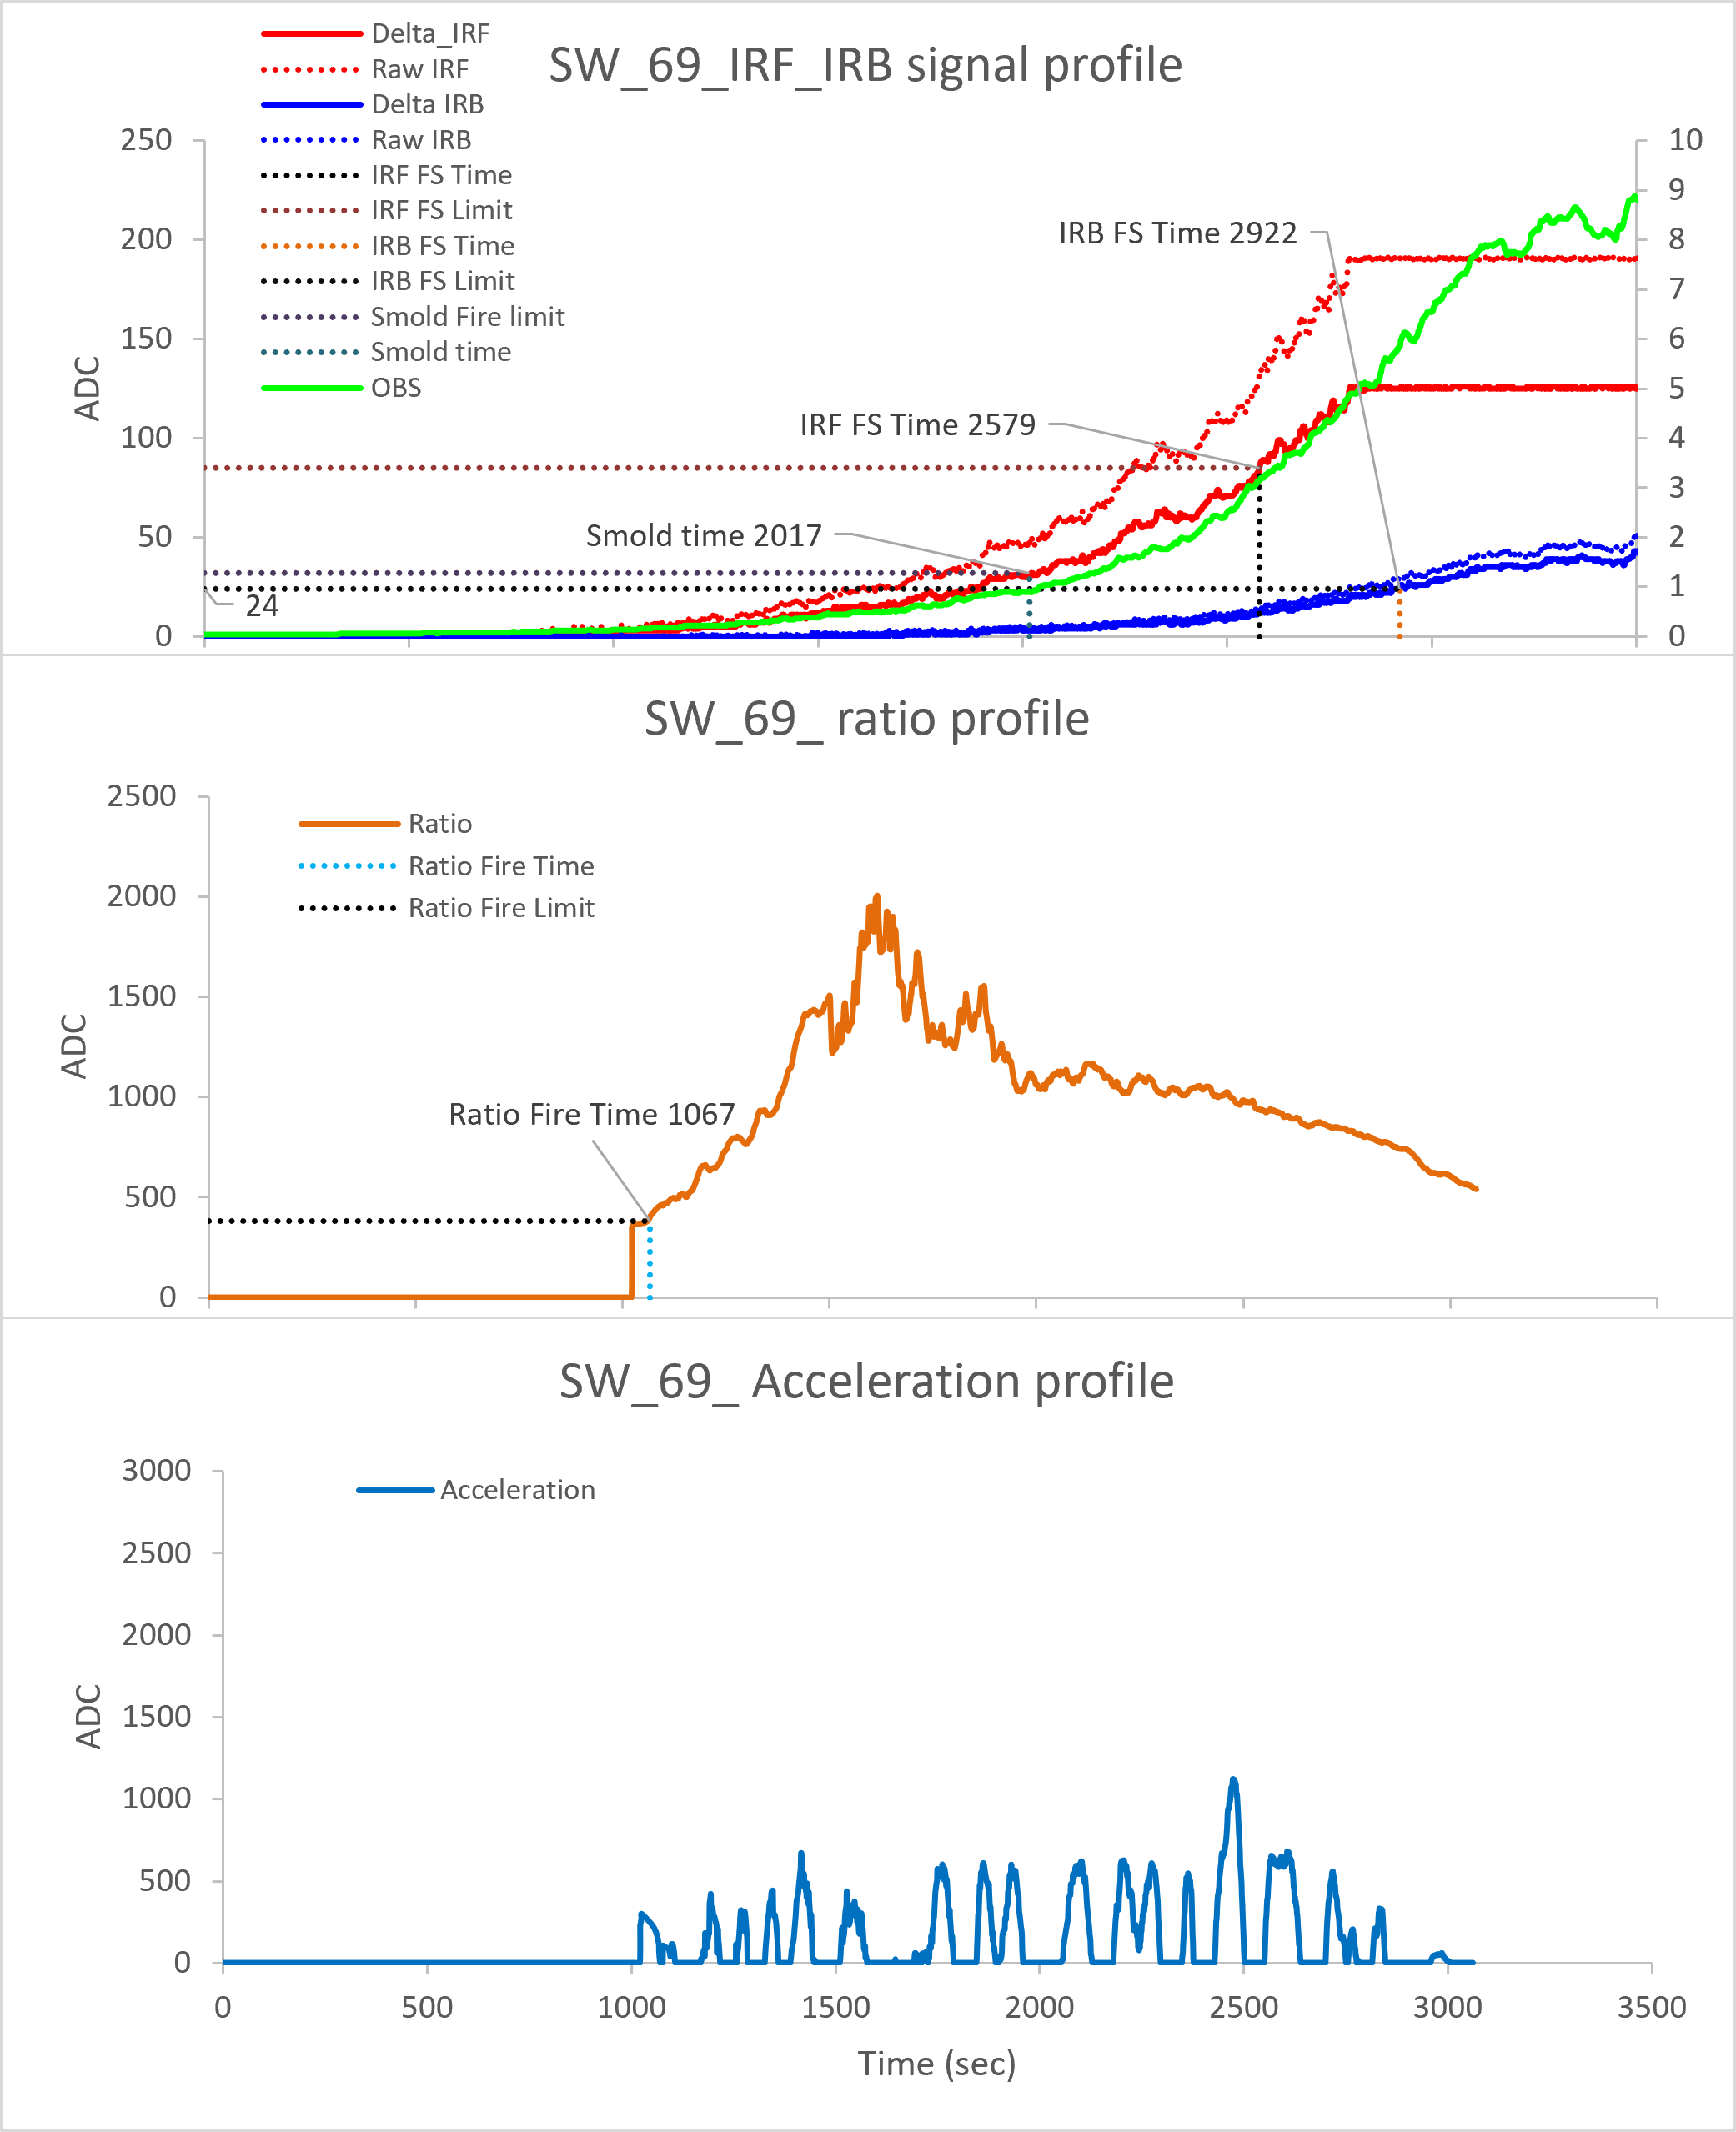 Delta_IRF
SW_69_IRF_IRB signal profile
Raw IRF
Delta IRB
Raw IRB
IRF FS Time
IRF FS Limit
IRB FS Time
IRB FS Limit
Smold Fire limit
Smold time
OBS
250
200
150
100
50
0
ADC
10
9
8
7
6
5
4
3
2
1
0
IRB FS Time 2922
IRF FS Time 2579
Smold time 2017
24
SW_69_ ratio profile
2500
2000
1500
1000
500
0
ADC
Ratio
Ratio Fire Time
Ratio Fire Limit
Ratio Fire Time 1067
SW_69_ Acceleration profile
3000
2500
2000
1500
1000
500
0
ADC
Acceleration
0 500 1000 1500 2000 2500 3000 3500
Time (sec)